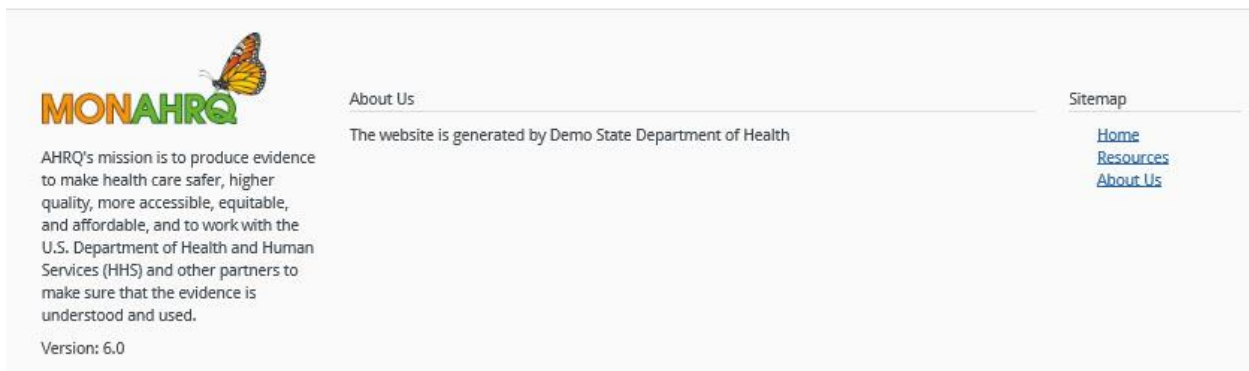 MONAHRQ
AHRQ's mission is to produce evidence
to make health care safer, higher
quality, more accessible, equitable,
and affordable, and to work with the
U.S. Department of Health and Human
Services (HHS) and other partners to
make sure that the evidence is
understood and used.
Version: 6.0
About Us
The website is generated by Demo State Department of Health
Sitemap
Home
Resources
About Us